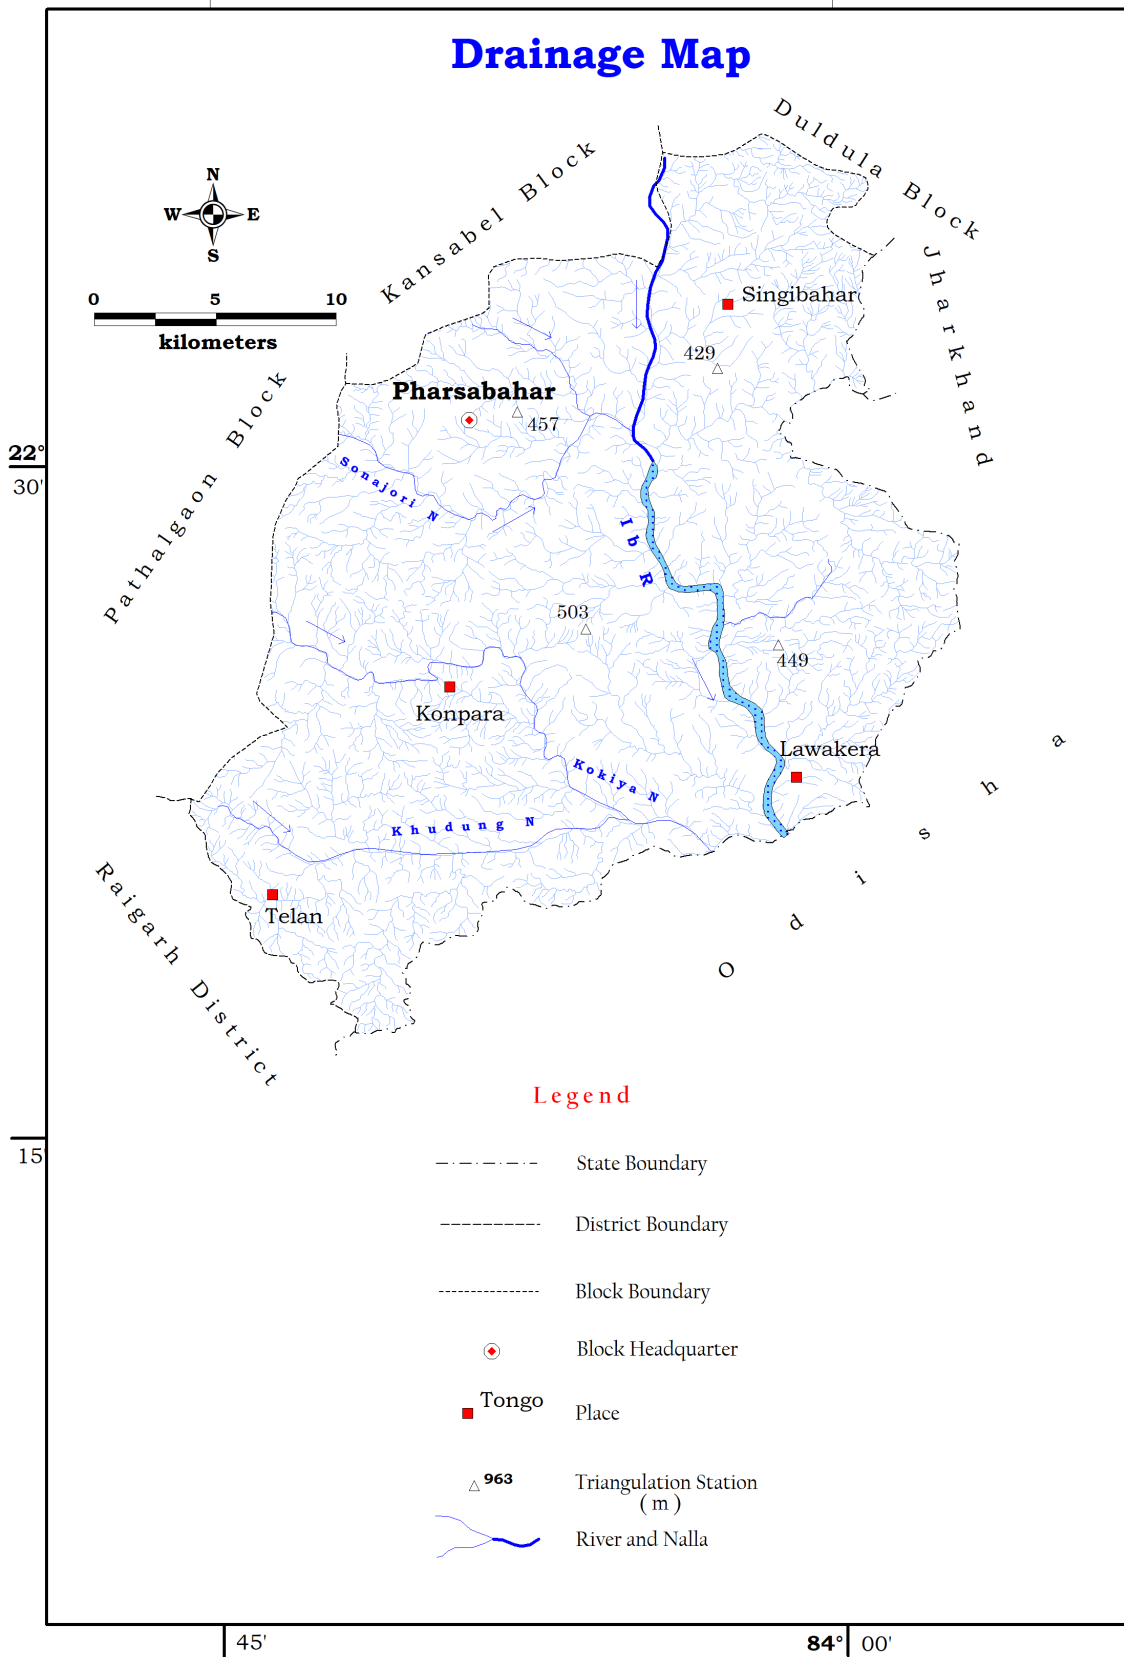 Drainage Map
Duldula Block
Kansabel Block
N
W E
S
Jharkhand
0 5 10
kilometers
Singibahar
429
Pathalgaon Block
Pharsabahar
457
22°
30'
Sonajori N
Ib R
503
449
Konpara
Lawakera
Kokiya N
Khudung N
Odisha
Raigarh District
Telan
Legend
15'
State Boundary
District Boundary
Block Boundary
Block Headquarter
Tongo
Place
963
Triangulation Station
( m )
River and Nalla
45' 84° 00'